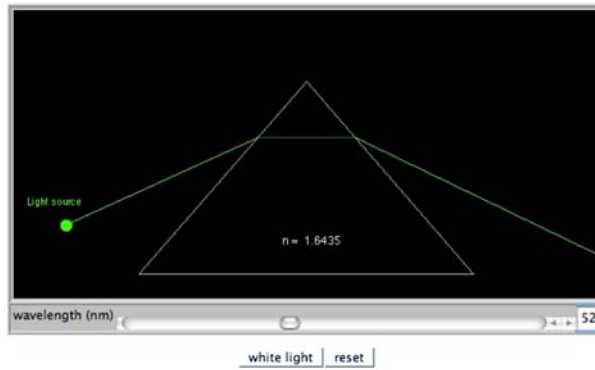 Light source
n = 1.6435
wavelength (nm)
52
white light
reset